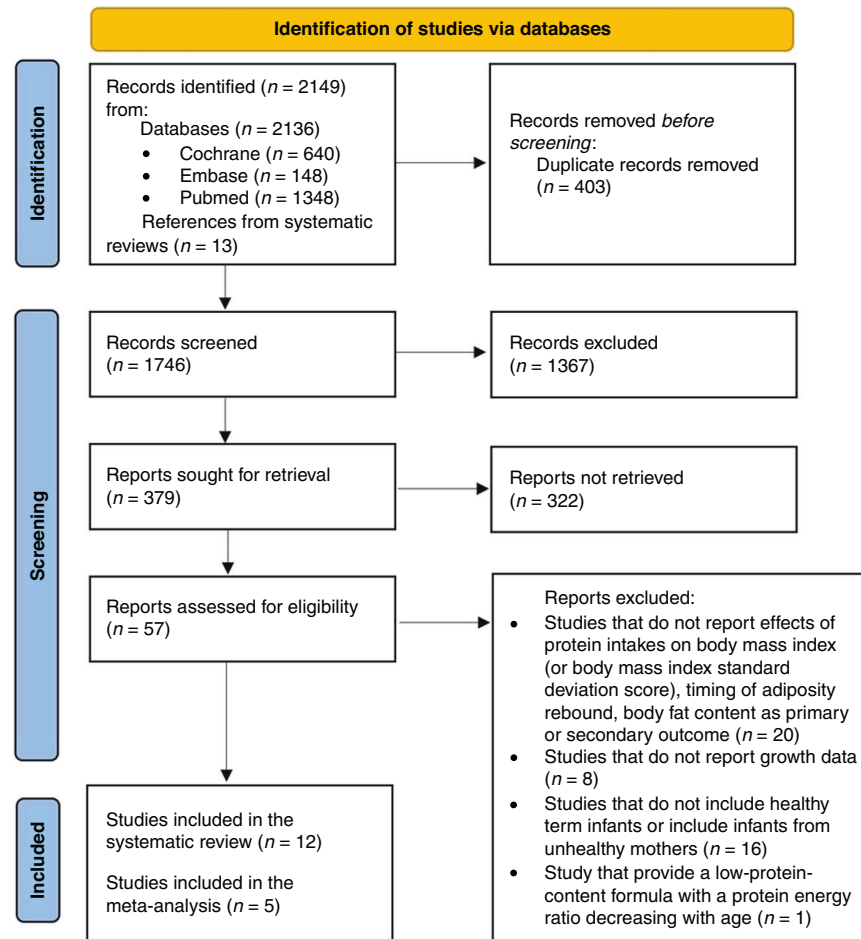 Identification of studies via databases
Identification
Records identified (n = 2149)
from:
Databases (n = 2136)
• Cochrane (n = 640)
• Embase (n = 148)
• Pubmed (n = 1348)
References from systematic
reviews (n = 13)
Records removed before
screening:
Duplicate records removed
(n = 403)
Screening
Records screened
(n = 1746)
Records excluded
(n = 1367)
Reports sought for retrieval
(n = 379)
Reports not retrieved
(n = 322)
Reports assessed for eligibility
(n = 57)
Reports excluded:
• Studies that do not report effects of
protein intakes on body mass index
(or body mass index standard
deviation score), timing of adiposity
rebound, body fat content as primary
or secondary outcome (n = 20)
• Studies that do not report growth data
(n = 8)
• Studies that do not include healthy
term infants or include infants from
unhealthy mothers (n = 16)
• Study that provide a low-protein-
content formula with a protein energy
ratio decreasing with age (n = 1)
Included
Studies included in the
systematic review (n = 12)
Studies included in the
meta-analysis (n = 5)